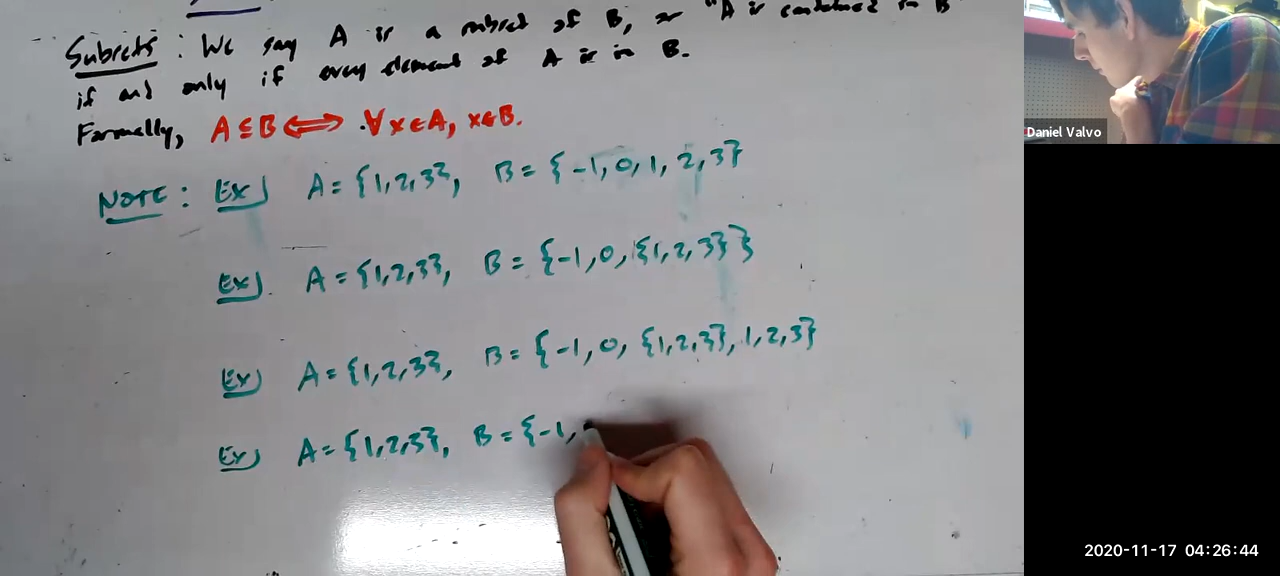 Subsets: We say A is a subset of B, or "A is contained in B"
if and only if every element of A is in B.
Formally, A ⊆ B ⟺ ∀ x ∈ A, x ∈ B.
NOTE: Ex) A = {1,2,3}, B = {-1, 0, 1, 2, 3}
Ex) A = {1,2,3}, B = {-1, 0, {1, 2, 3}}
Ex) A = {1,2,3}, B = {-1, 0, {1,2,3}, 1, 2, 3}
Ex) A = {1,2,3}, B = {-1,
Daniel Valvo
2020-11-17 04:26:44